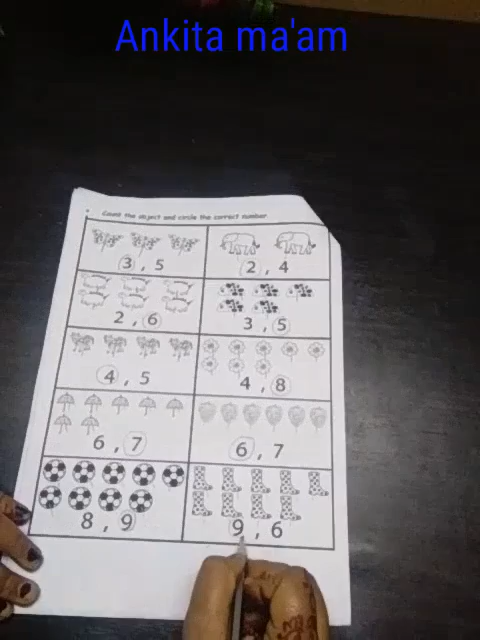 Ankita ma'am
Count the object and circle the correct number
3 , 5
2 , 4
2 , 6
3 , 5
4 , 5
4 , 8
6 , 7
6 , 7
8 , 9
9 , 6